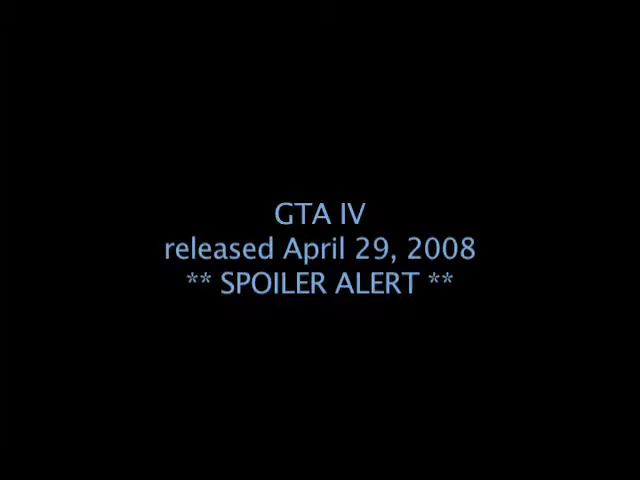 GTA IV
released April 29, 2008
** SPOILER ALERT **